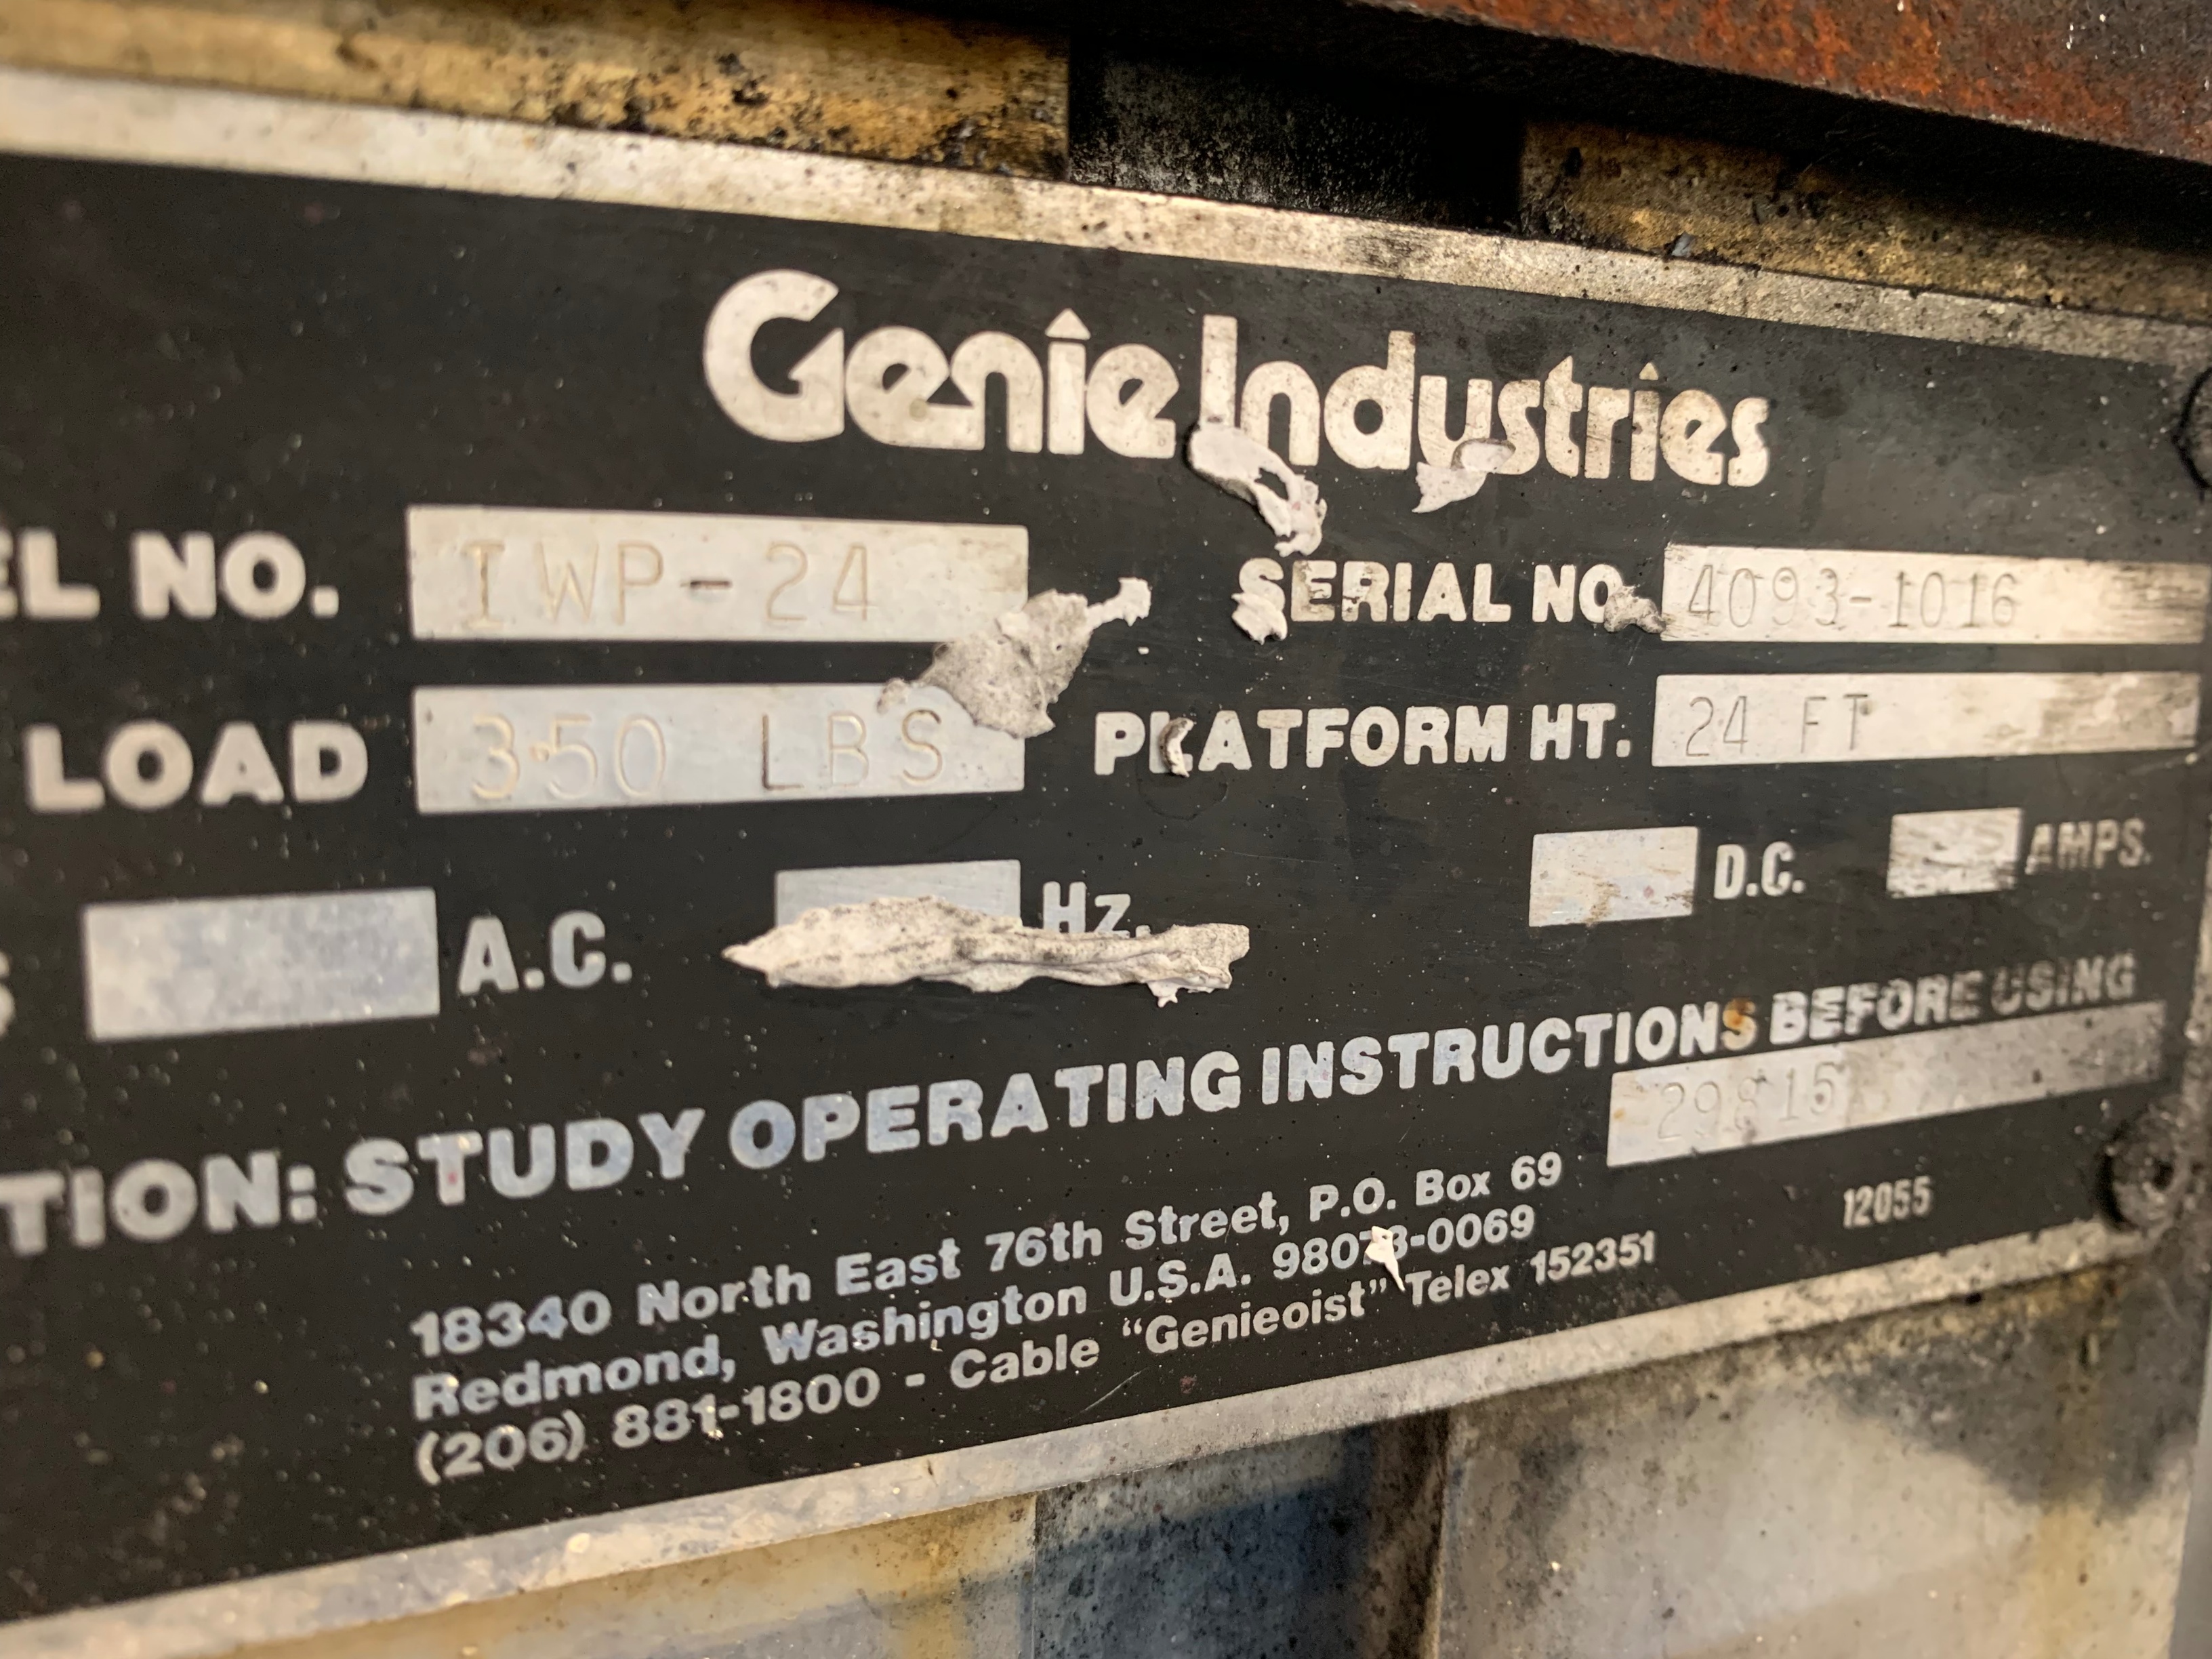 Genie Industries
EL NO. IWP-24 SERIAL NO. 4093-1016
LOAD 350 LBS PLATFORM HT. 24 FT
S A.C. Hz. D.C. AMPS.
TION: STUDY OPERATING INSTRUCTIONS BEFORE USING
29815
18340 North East 76th Street, P.O. Box 69
Redmond, Washington U.S.A. 98073-0069
(206) 881-1800 - Cable “Genieoist” Telex 152351
12055